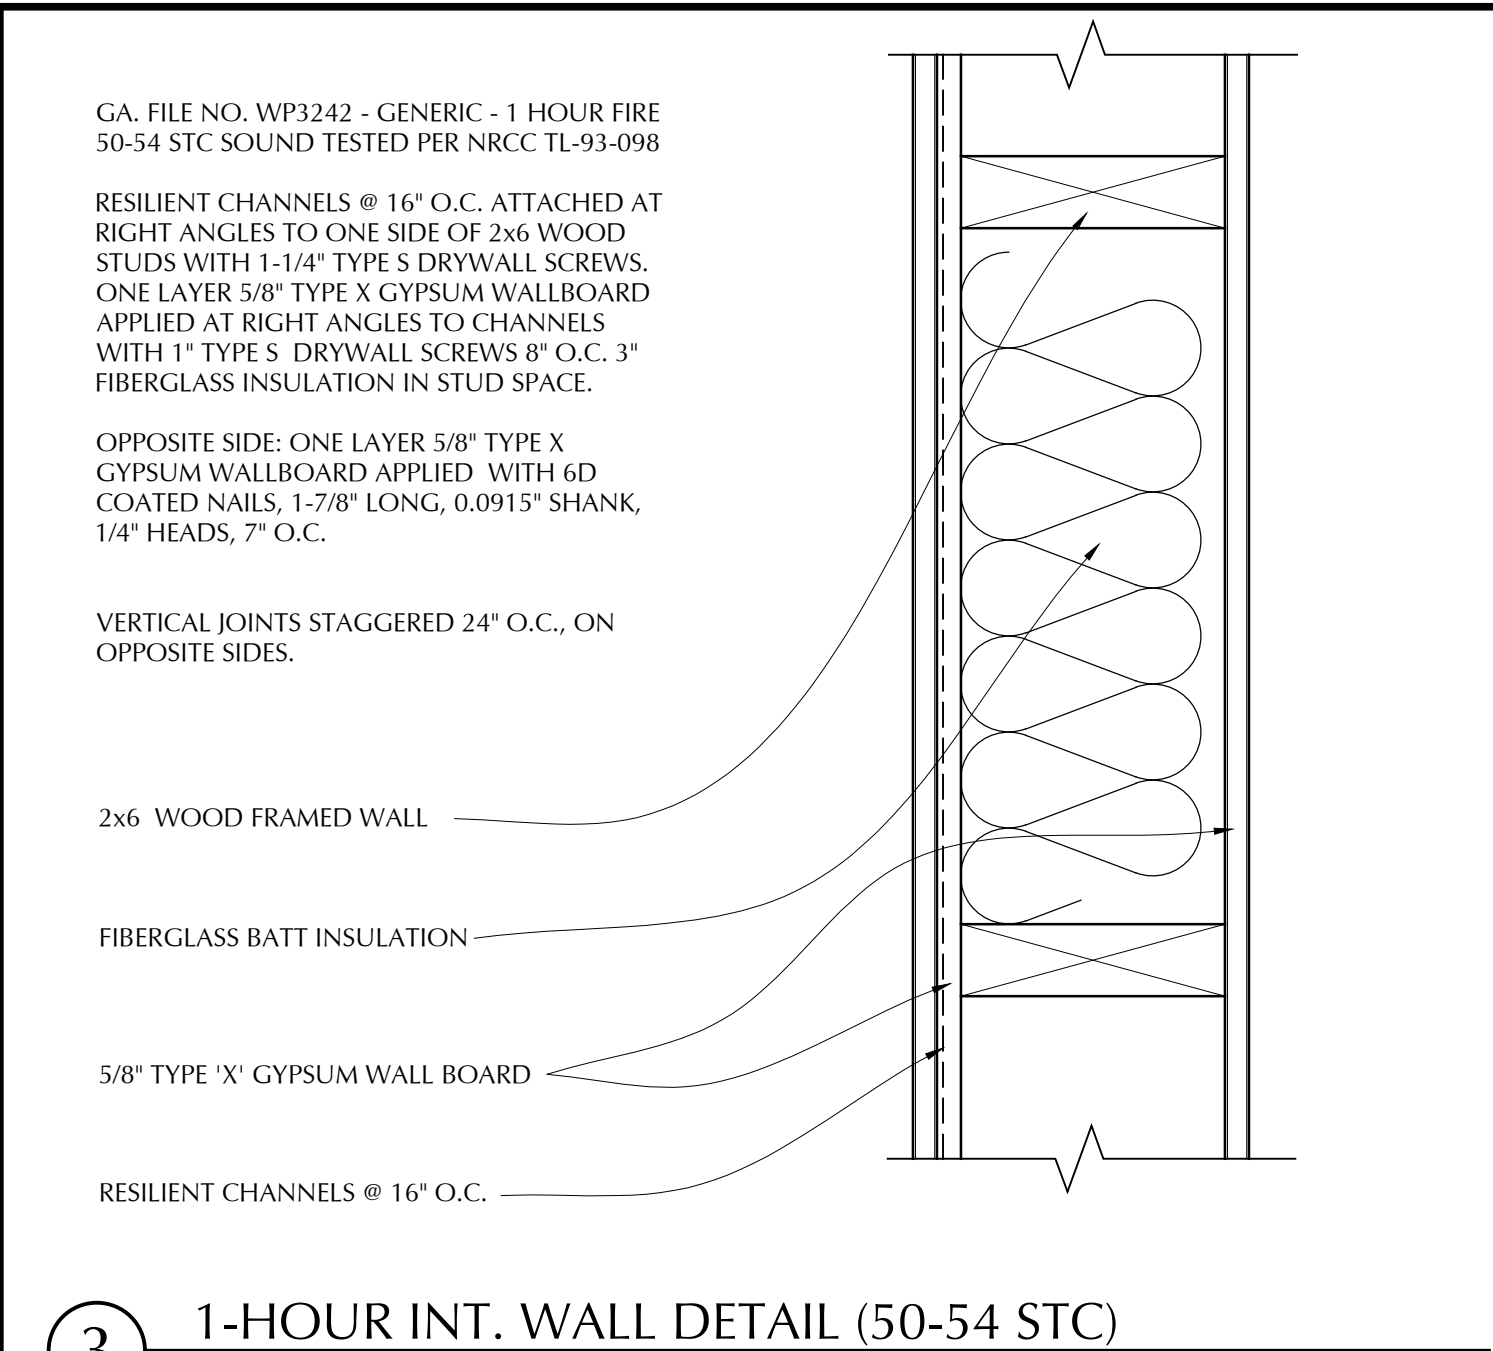 GA. FILE NO. WP3242 - GENERIC - 1 HOUR FIRE
50-54 STC SOUND TESTED PER NRCC TL-93-098
RESILIENT CHANNELS @ 16" O.C. ATTACHED AT
RIGHT ANGLES TO ONE SIDE OF 2x6 WOOD
STUDS WITH 1-1/4" TYPE S DRYWALL SCREWS.
ONE LAYER 5/8" TYPE X GYPSUM WALLBOARD
APPLIED AT RIGHT ANGLES TO CHANNELS
WITH 1" TYPE S  DRYWALL SCREWS 8" O.C. 3"
FIBERGLASS INSULATION IN STUD SPACE.
OPPOSITE SIDE: ONE LAYER 5/8" TYPE X
GYPSUM WALLBOARD APPLIED  WITH 6D
COATED NAILS, 1-7/8" LONG, 0.0915" SHANK,
1/4" HEADS, 7" O.C.
VERTICAL JOINTS STAGGERED 24" O.C., ON
OPPOSITE SIDES.
2x6  WOOD FRAMED WALL
FIBERGLASS BATT INSULATION
5/8" TYPE 'X' GYPSUM WALL BOARD
RESILIENT CHANNELS @ 16" O.C.
3
1-HOUR INT. WALL DETAIL (50-54 STC)